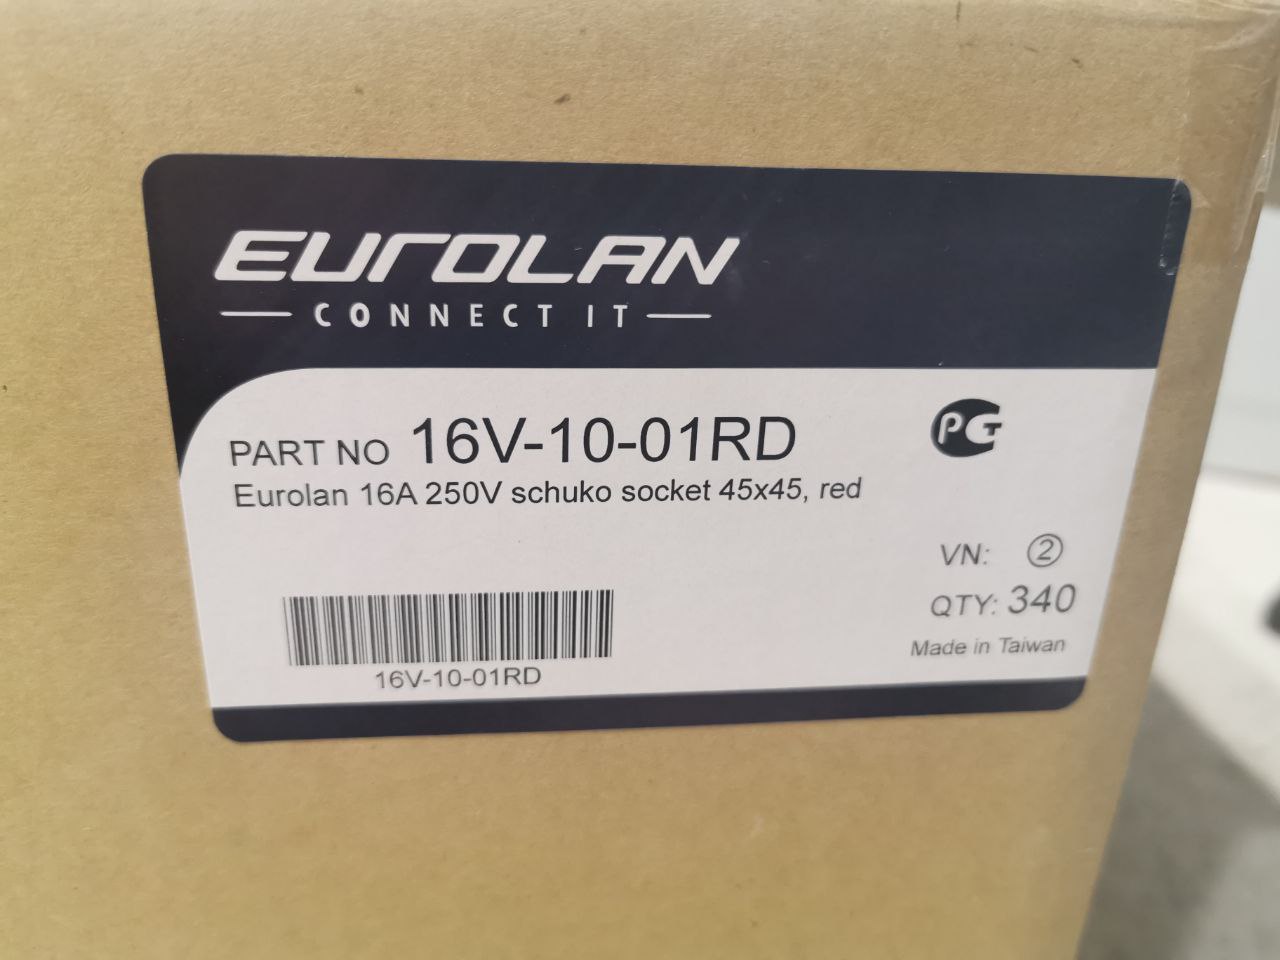 EUROLAN
CONNECT IT
PART NO 16V-10-01RD
Eurolan 16A 250V schuko socket 45x45, red
РСТ
VN: ②
QTY: 340
Made in Taiwan
16V-10-01RD